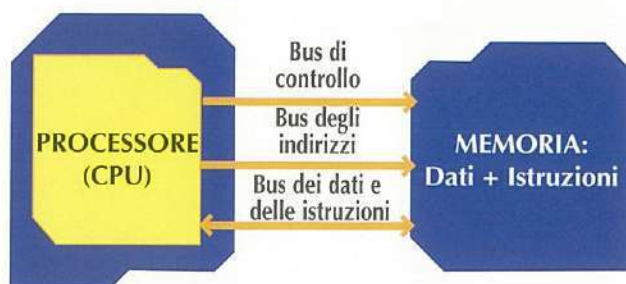 PROCESSORE
(CPU)
Bus di
controllo
Bus degli
indirizzi
Bus dei dati e
delle istruzioni
MEMORIA:
Dati + Istruzioni